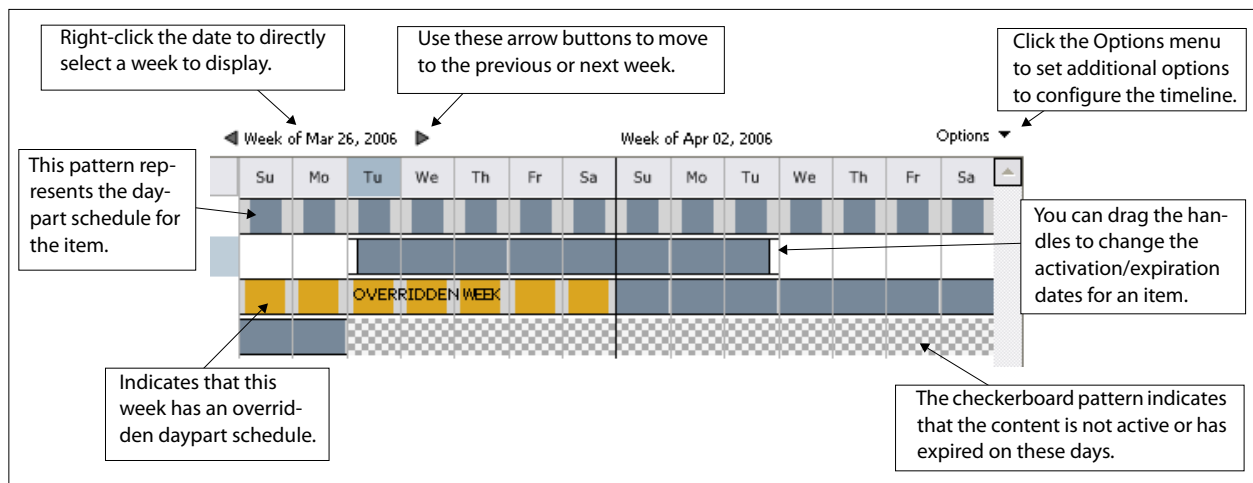 Right-click the date to directly
select a week to display.
Use these arrow buttons to move
to the previous or next week.
Click the Options menu
to set additional options
to configure the timeline.
Week of Mar 26, 2006
Week of Apr 02, 2006
Options
This pattern rep-
resents the day-
part schedule for
the item.
Su Mo Tu We Th Fr Sa Su Mo Tu We Th Fr Sa
You can drag the han-
dles to change the
activation/expiration
dates for an item.
OVERRIDDEN WEEK
Indicates that this
week has an overrid-
den daypart schedule.
The checkerboard pattern indicates
that the content is not active or has
expired on these days.